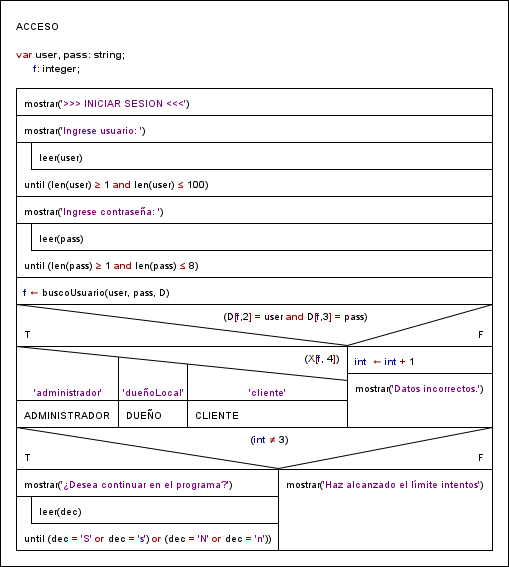 ACCESO
var user, pass: string;
f: integer;
mostrar('>>> INICIAR SESION <<<')
mostrar('Ingrese usuario: ')
leer(user)
until (len(user) ≥ 1 and len(user) ≤ 100)
mostrar('Ingrese contraseña: ')
leer(pass)
until (len(pass) ≥ 1 and len(pass) ≤ 8)
f ← buscoUsuario(user, pass, D)
(D[f,2] = user and D[f,3] = pass)
T F
(X[f, 4])
int ← int + 1
'administrador' 'dueñoLocal' 'cliente'
mostrar('Datos incorrectos.')
ADMINISTRADOR DUEÑO CLIENTE
(int ≠ 3)
T F
mostrar('¿Desea continuar en el programa?') mostrar('Haz alcanzado el límite intentos')
leer(dec)
until (dec = 'S' or dec = 's') or (dec = 'N' or dec = 'n'))